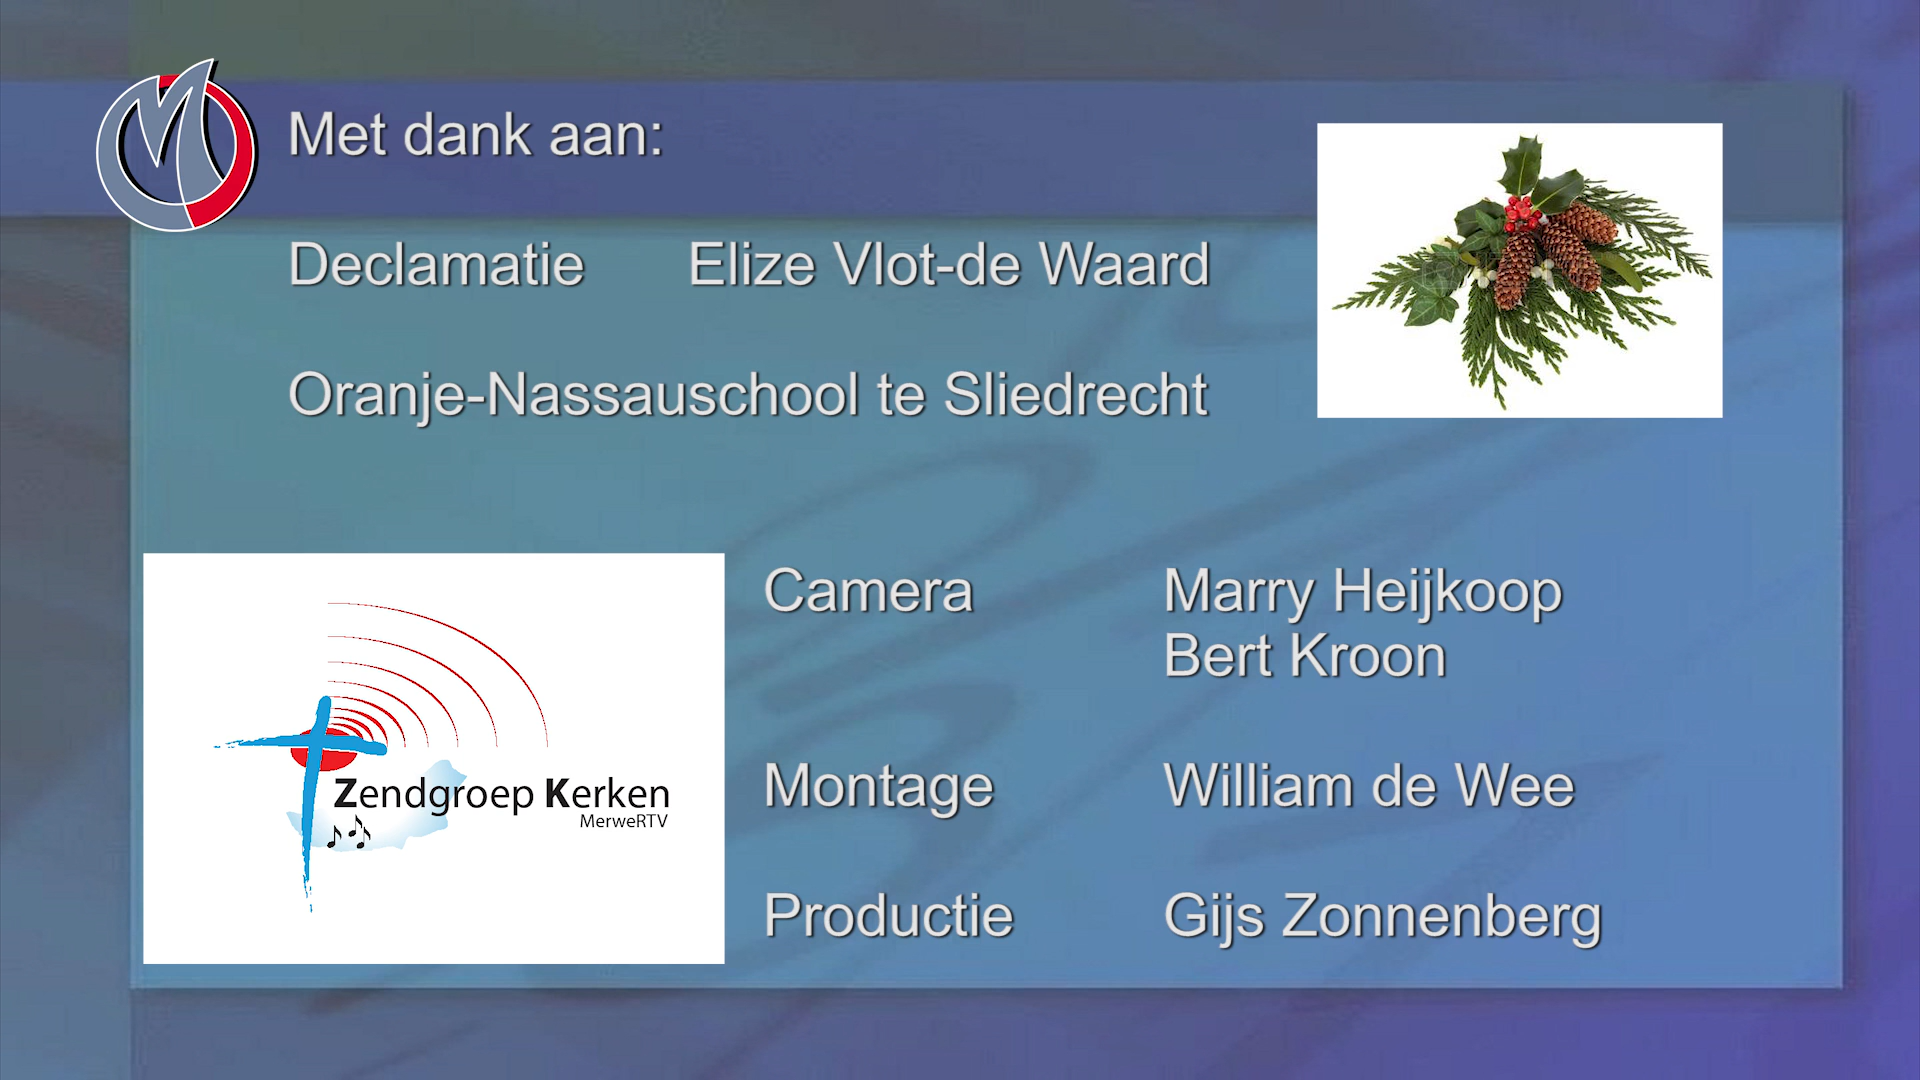 Met dank aan:
Declamatie Elize Vlot-de Waard
Oranje-Nassauschool te Sliedrecht
Camera Marry Heijkoop
Bert Kroon
Montage William de Wee
Productie Gijs Zonnenberg
Zendgroep Kerken
MerweRTV